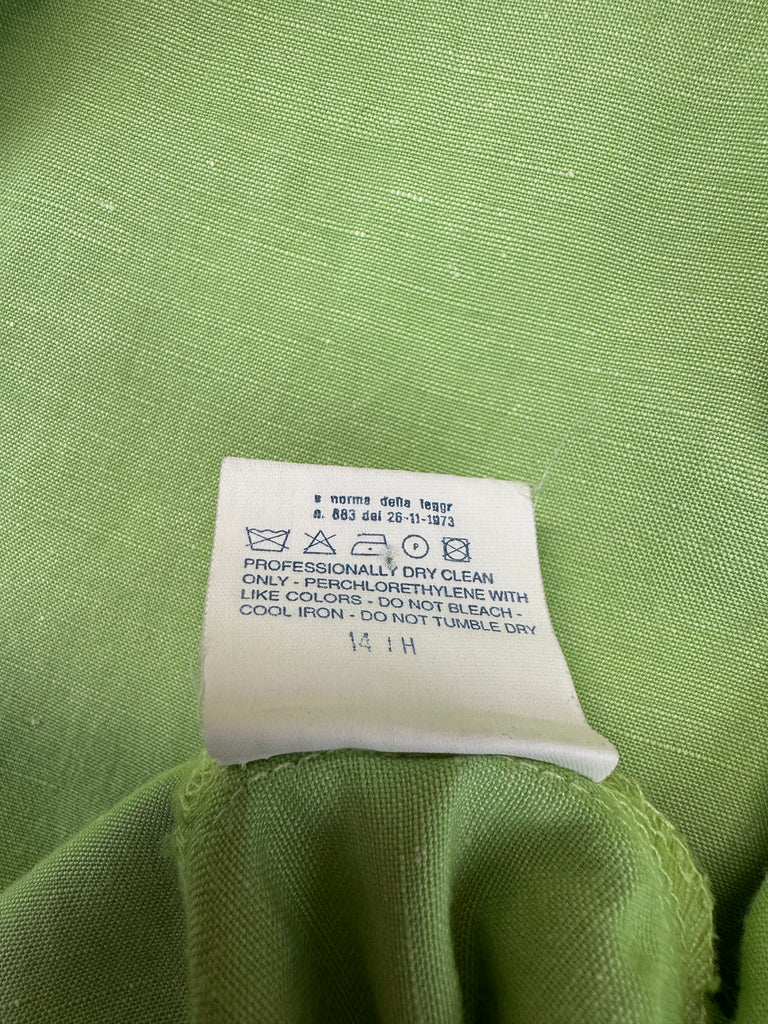 a norma della legge
n. 883 del 26-11-1973
P
PROFESSIONALLY DRY CLEAN
ONLY - PERCHLORETHYLENE WITH
LIKE COLORS - DO NOT BLEACH -
COOL IRON - DO NOT TUMBLE DRY
14 I H